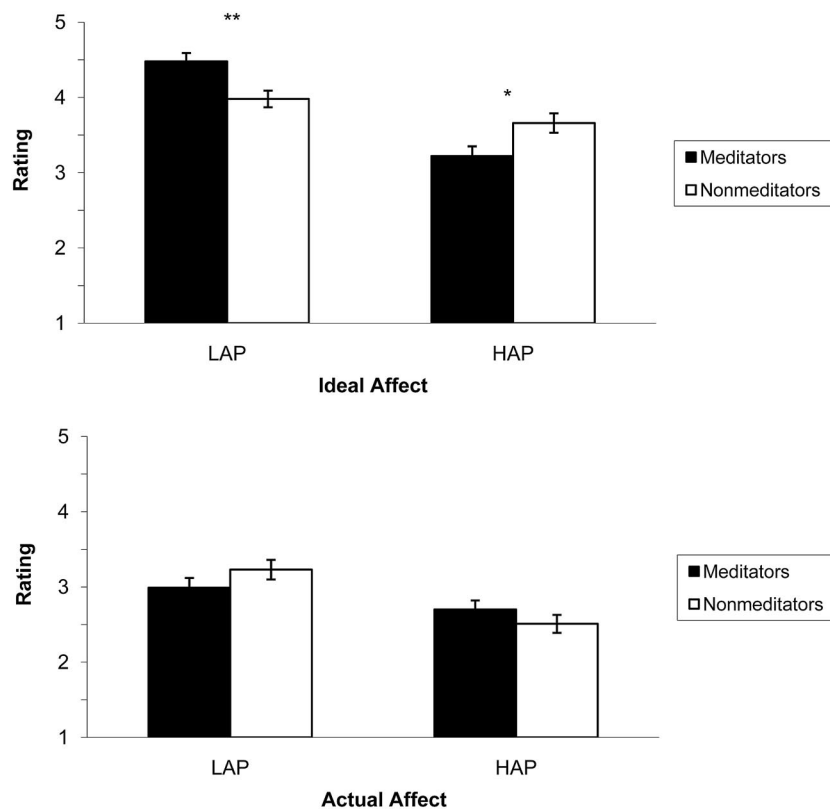 5
**
4
*
Rating
3
Meditators
Nonmeditators
2
1
LAP
HAP
Ideal Affect
5
4
Rating
3
Meditators
Nonmeditators
2
1
LAP
HAP
Actual Affect